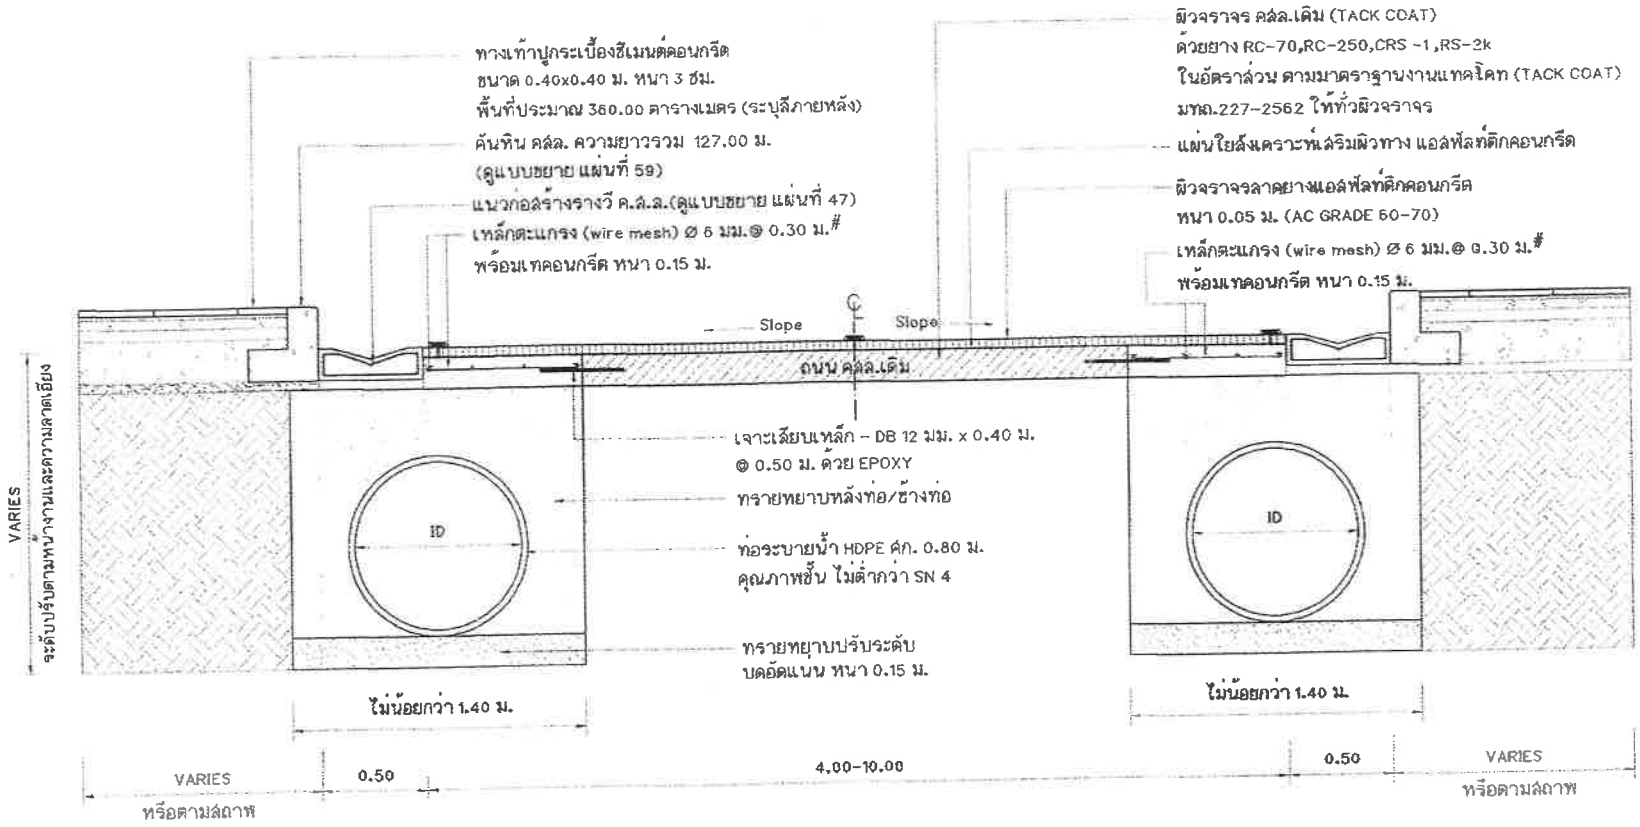 ทางเท้าปูกระเบื้องซีเมนต์คอนกรีต
ขนาด 0.40x0.40 ม. หนา 3 ซม.
พื้นที่ประมาณ 360.00 ตารางเมตร (ระบุสีภายหลัง)
คันหิน คสล. ความยาวรวม 127.00 ม.
(ดูแบบขยาย แผ่นที่ 59)
แนวก่อสร้างรางวี ค.ส.ล.(ดูแบบขยาย แผ่นที่ 47)
เหล็กตะแกรง (wire mesh) Ø 6 มม.@ 0.30 ม.#
พร้อมเทคอนกรีต หนา 0.15 ม.
ผิวจราจร คสล.เดิม (TACK COAT)
ด้วยยาง RC-70,RC-250,CRS -1,RS-2k
ในอัตราส่วน ตามมาตราฐานงานแทคโคท (TACK COAT)
มทถ.227-2562 ให้ทั่วผิวจราจร
แผ่นใยสังเคราะห์เสริมผิวทาง แอสฟัลท์ติกคอนกรีต
ผิวจราจรลาดยางแอสฟัลท์ติกคอนกรีต
หนา 0.05 ม. (AC GRADE 60-70)
เหล็กตะแกรง (wire mesh) Ø 6 มม.@ 0.30 ม.#
พร้อมเทคอนกรีต หนา 0.15 ม.
Slope
CL
Slope
ถนน คสล.เดิม
เจาะเสียบเหล็ก - DB 12 มม. x 0.40 ม.
@ 0.50 ม. ด้วย EPOXY
ทรายหยาบหลังท่อ/ข้างท่อ
ID
ID
ท่อระบายน้ำ HDPE ศก. 0.80 ม.
คุณภาพชั้น ไม่ต่ำกว่า SN 4
ทรายหยาบปรับระดับ
บดอัดแน่น หนา 0.15 ม.
VARIES
ระดับปรับตามหน้างานและความลาดเอียง
ไม่น้อยกว่า 1.40 ม.
ไม่น้อยกว่า 1.40 ม.
VARIES
0.50
4.00-10.00
0.50
VARIES
หรือตามสภาพ
หรือตามสภาพ